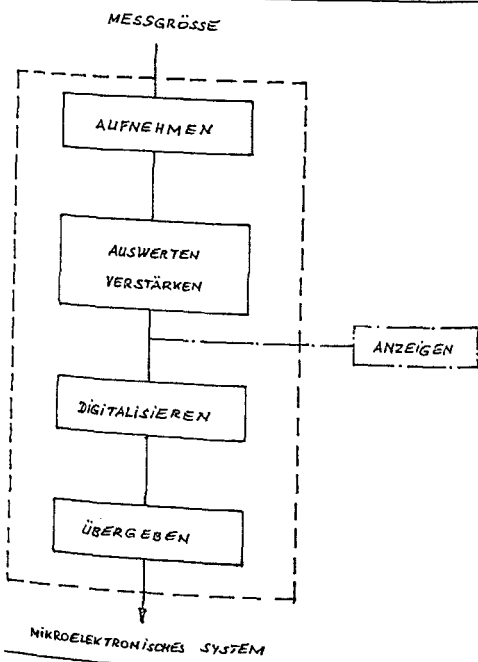 MESSGRÖSSE
AUFNEHMEN
AUSWERTEN
VERSTÄRKEN
ANZEIGEN
DIGITALISIEREN
ÜBERGEBEN
MIKROELEKTRONISCHES SYSTEM